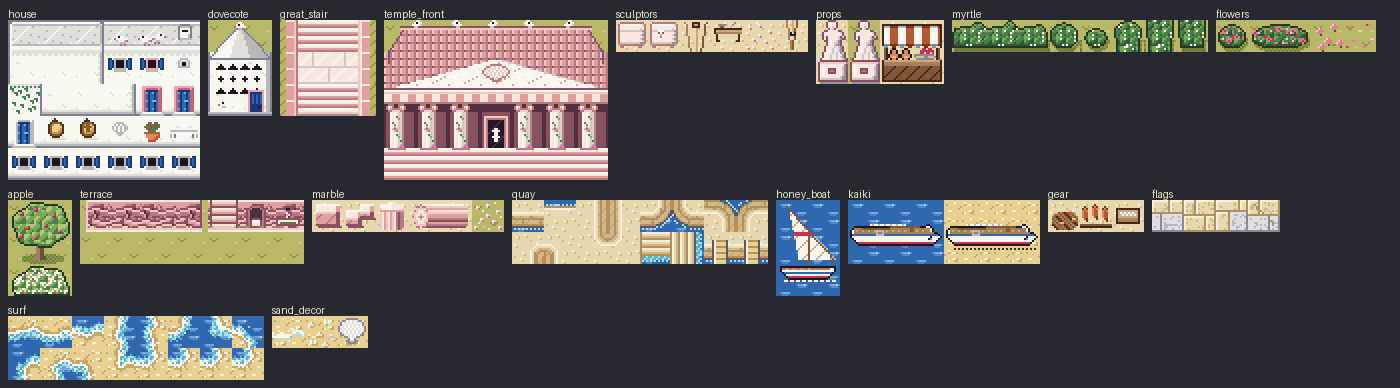 house dovecote great_stair temple_front sculptors props myrtle flowers
apple terrace marble quay honey_boat kaiki gear flags
surf sand_decor